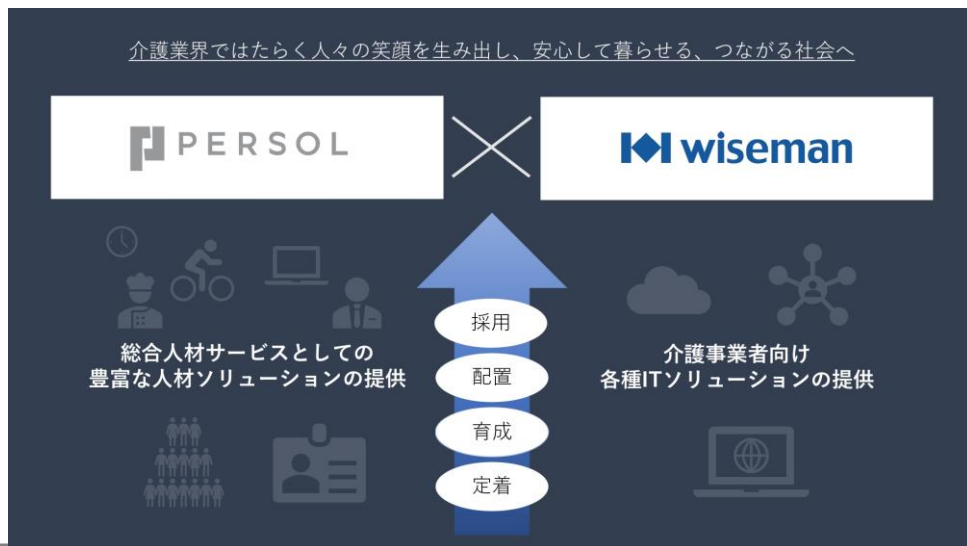 介護業界ではたらく人々の笑顔を生み出し、安心して暮らせる、つながる社会へ
PERSOL
wiseman
総合人材サービスとしての
豊富な人材ソリューションの提供
採用
配置
育成
定着
介護事業者向け
各種ITソリューションの提供